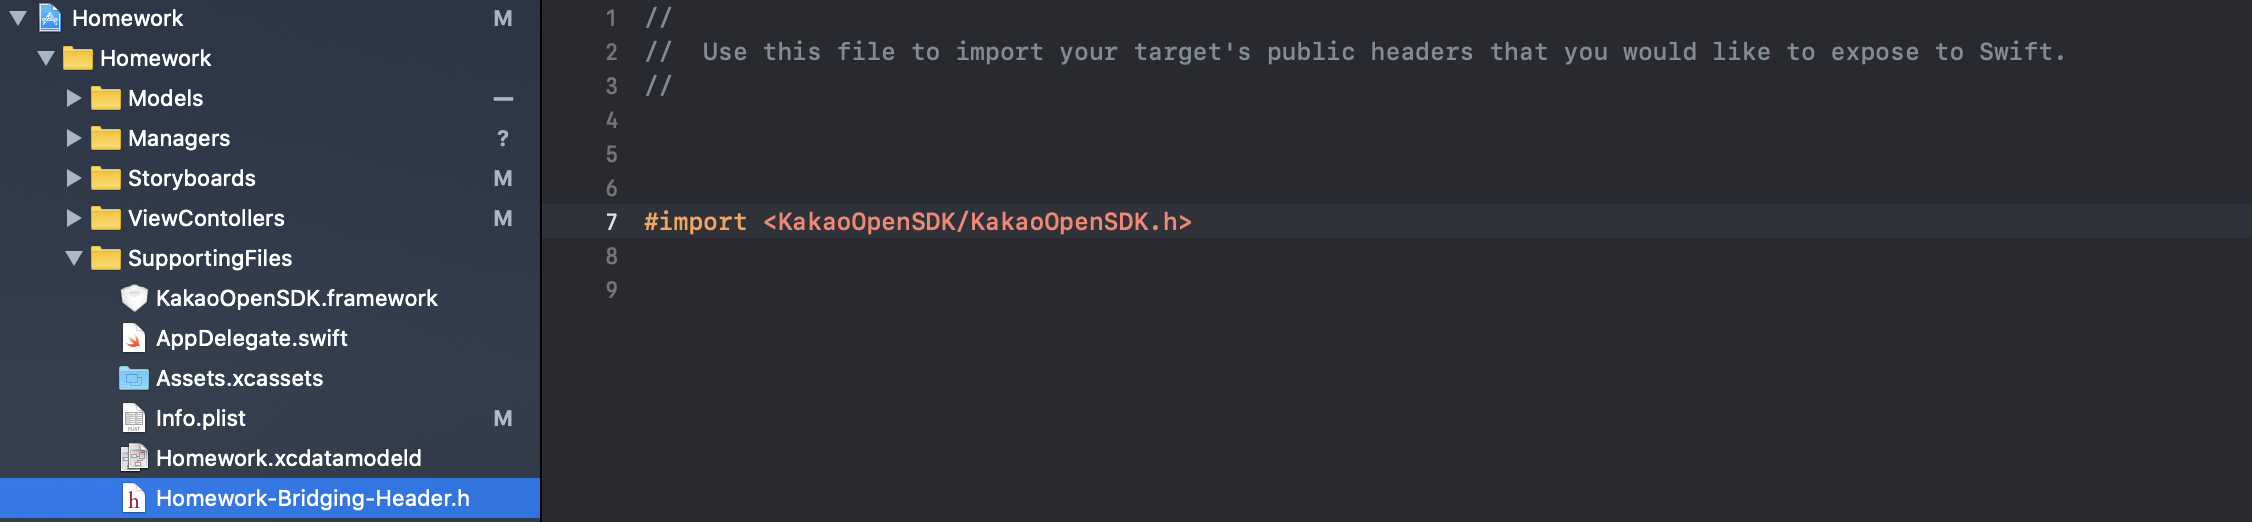 Homework M
Homework
Models —
Managers ?
Storyboards M
ViewContollers M
SupportingFiles
KakaoOpenSDK.framework
AppDelegate.swift
Assets.xcassets
Info.plist M
Homework.xcdatamodeld
h Homework-Bridging-Header.h
1 //
2 //  Use this file to import your target's public headers that you would like to expose to Swift.
3 //
4
5
6
7 #import <KakaoOpenSDK/KakaoOpenSDK.h>
8
9